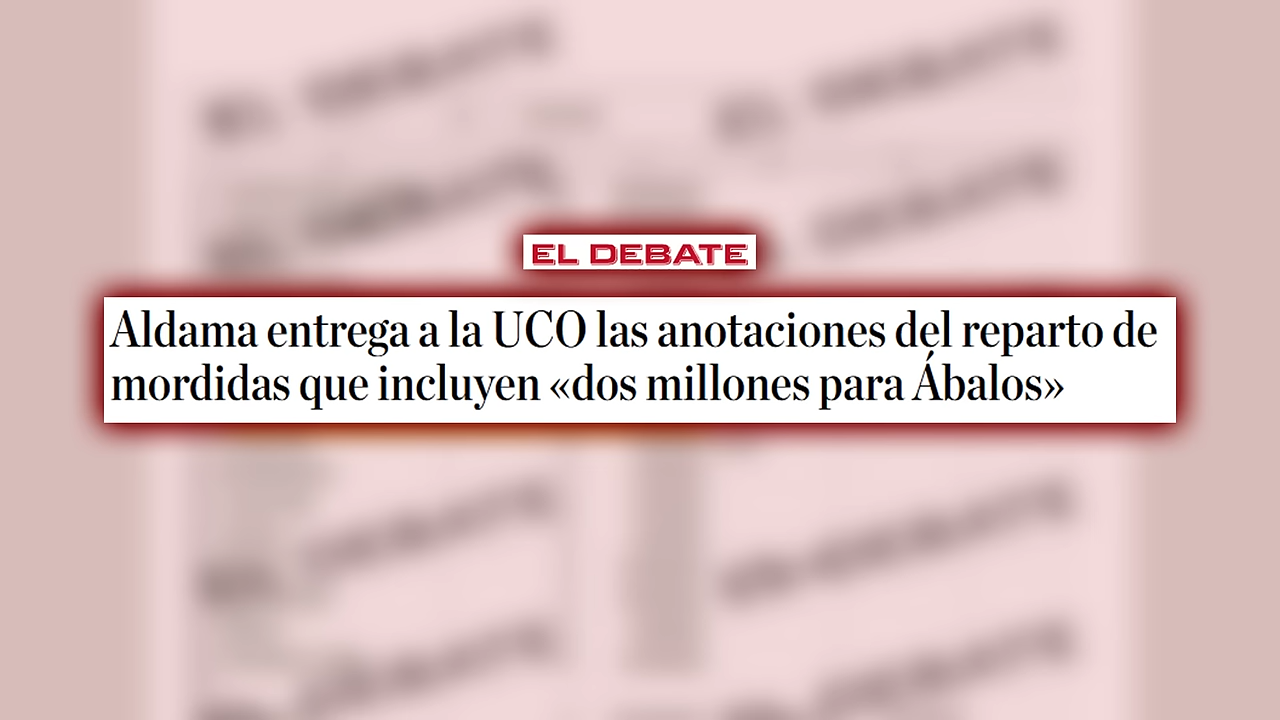 EL DEBATE
Aldama entrega a la UCO las anotaciones del reparto de
mordidas que incluyen «dos millones para Ábalos»